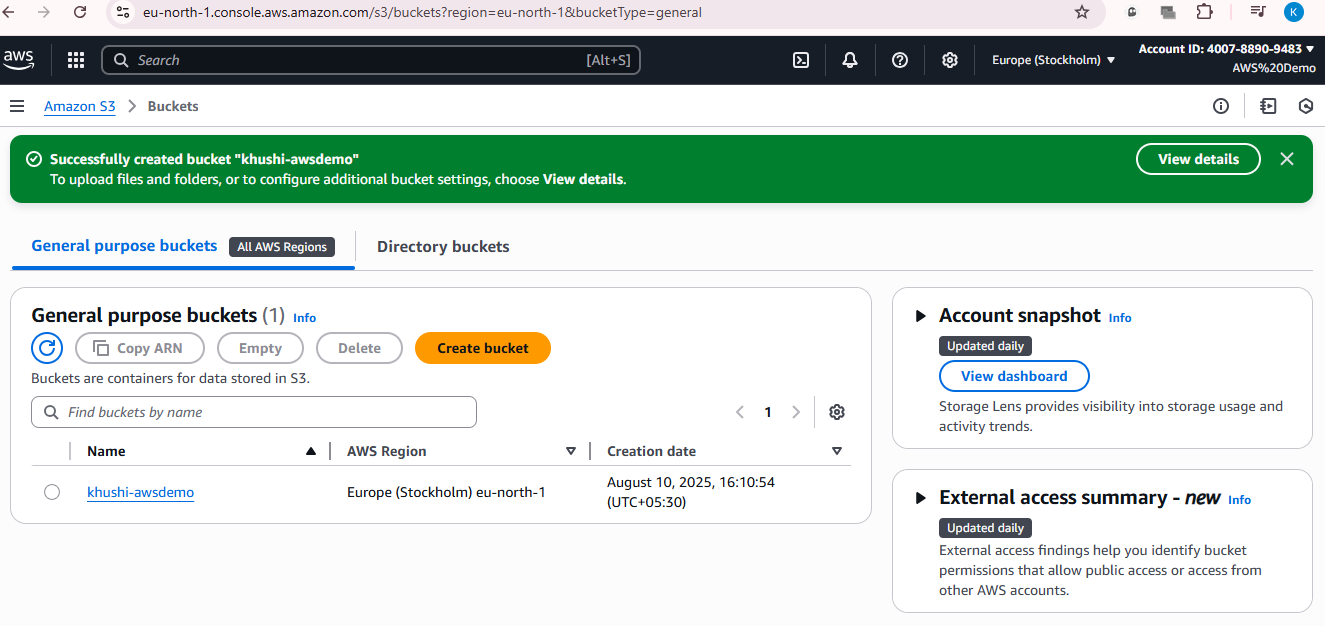 eu-north-1.console.aws.amazon.com/s3/buckets?region=eu-north-1&bucketType=general
K
aws
Search [Alt+S]
Europe (Stockholm)
Account ID: 4007-8890-9483
AWS%20Demo
Amazon S3 > Buckets
Successfully created bucket "khushi-awsdemo"
To upload files and folders, or to configure additional bucket settings, choose View details.
View details
General purpose buckets All AWS Regions
Directory buckets
General purpose buckets (1) Info
Copy ARN
Empty
Delete
Create bucket
Buckets are containers for data stored in S3.
Find buckets by name
1
Name
AWS Region
Creation date
khushi-awsdemo
Europe (Stockholm) eu-north-1
August 10, 2025, 16:10:54
(UTC+05:30)
Account snapshot Info
Updated daily
View dashboard
Storage Lens provides visibility into storage usage and
activity trends.
External access summary - new Info
Updated daily
External access findings help you identify bucket
permissions that allow public access or access from
other AWS accounts.